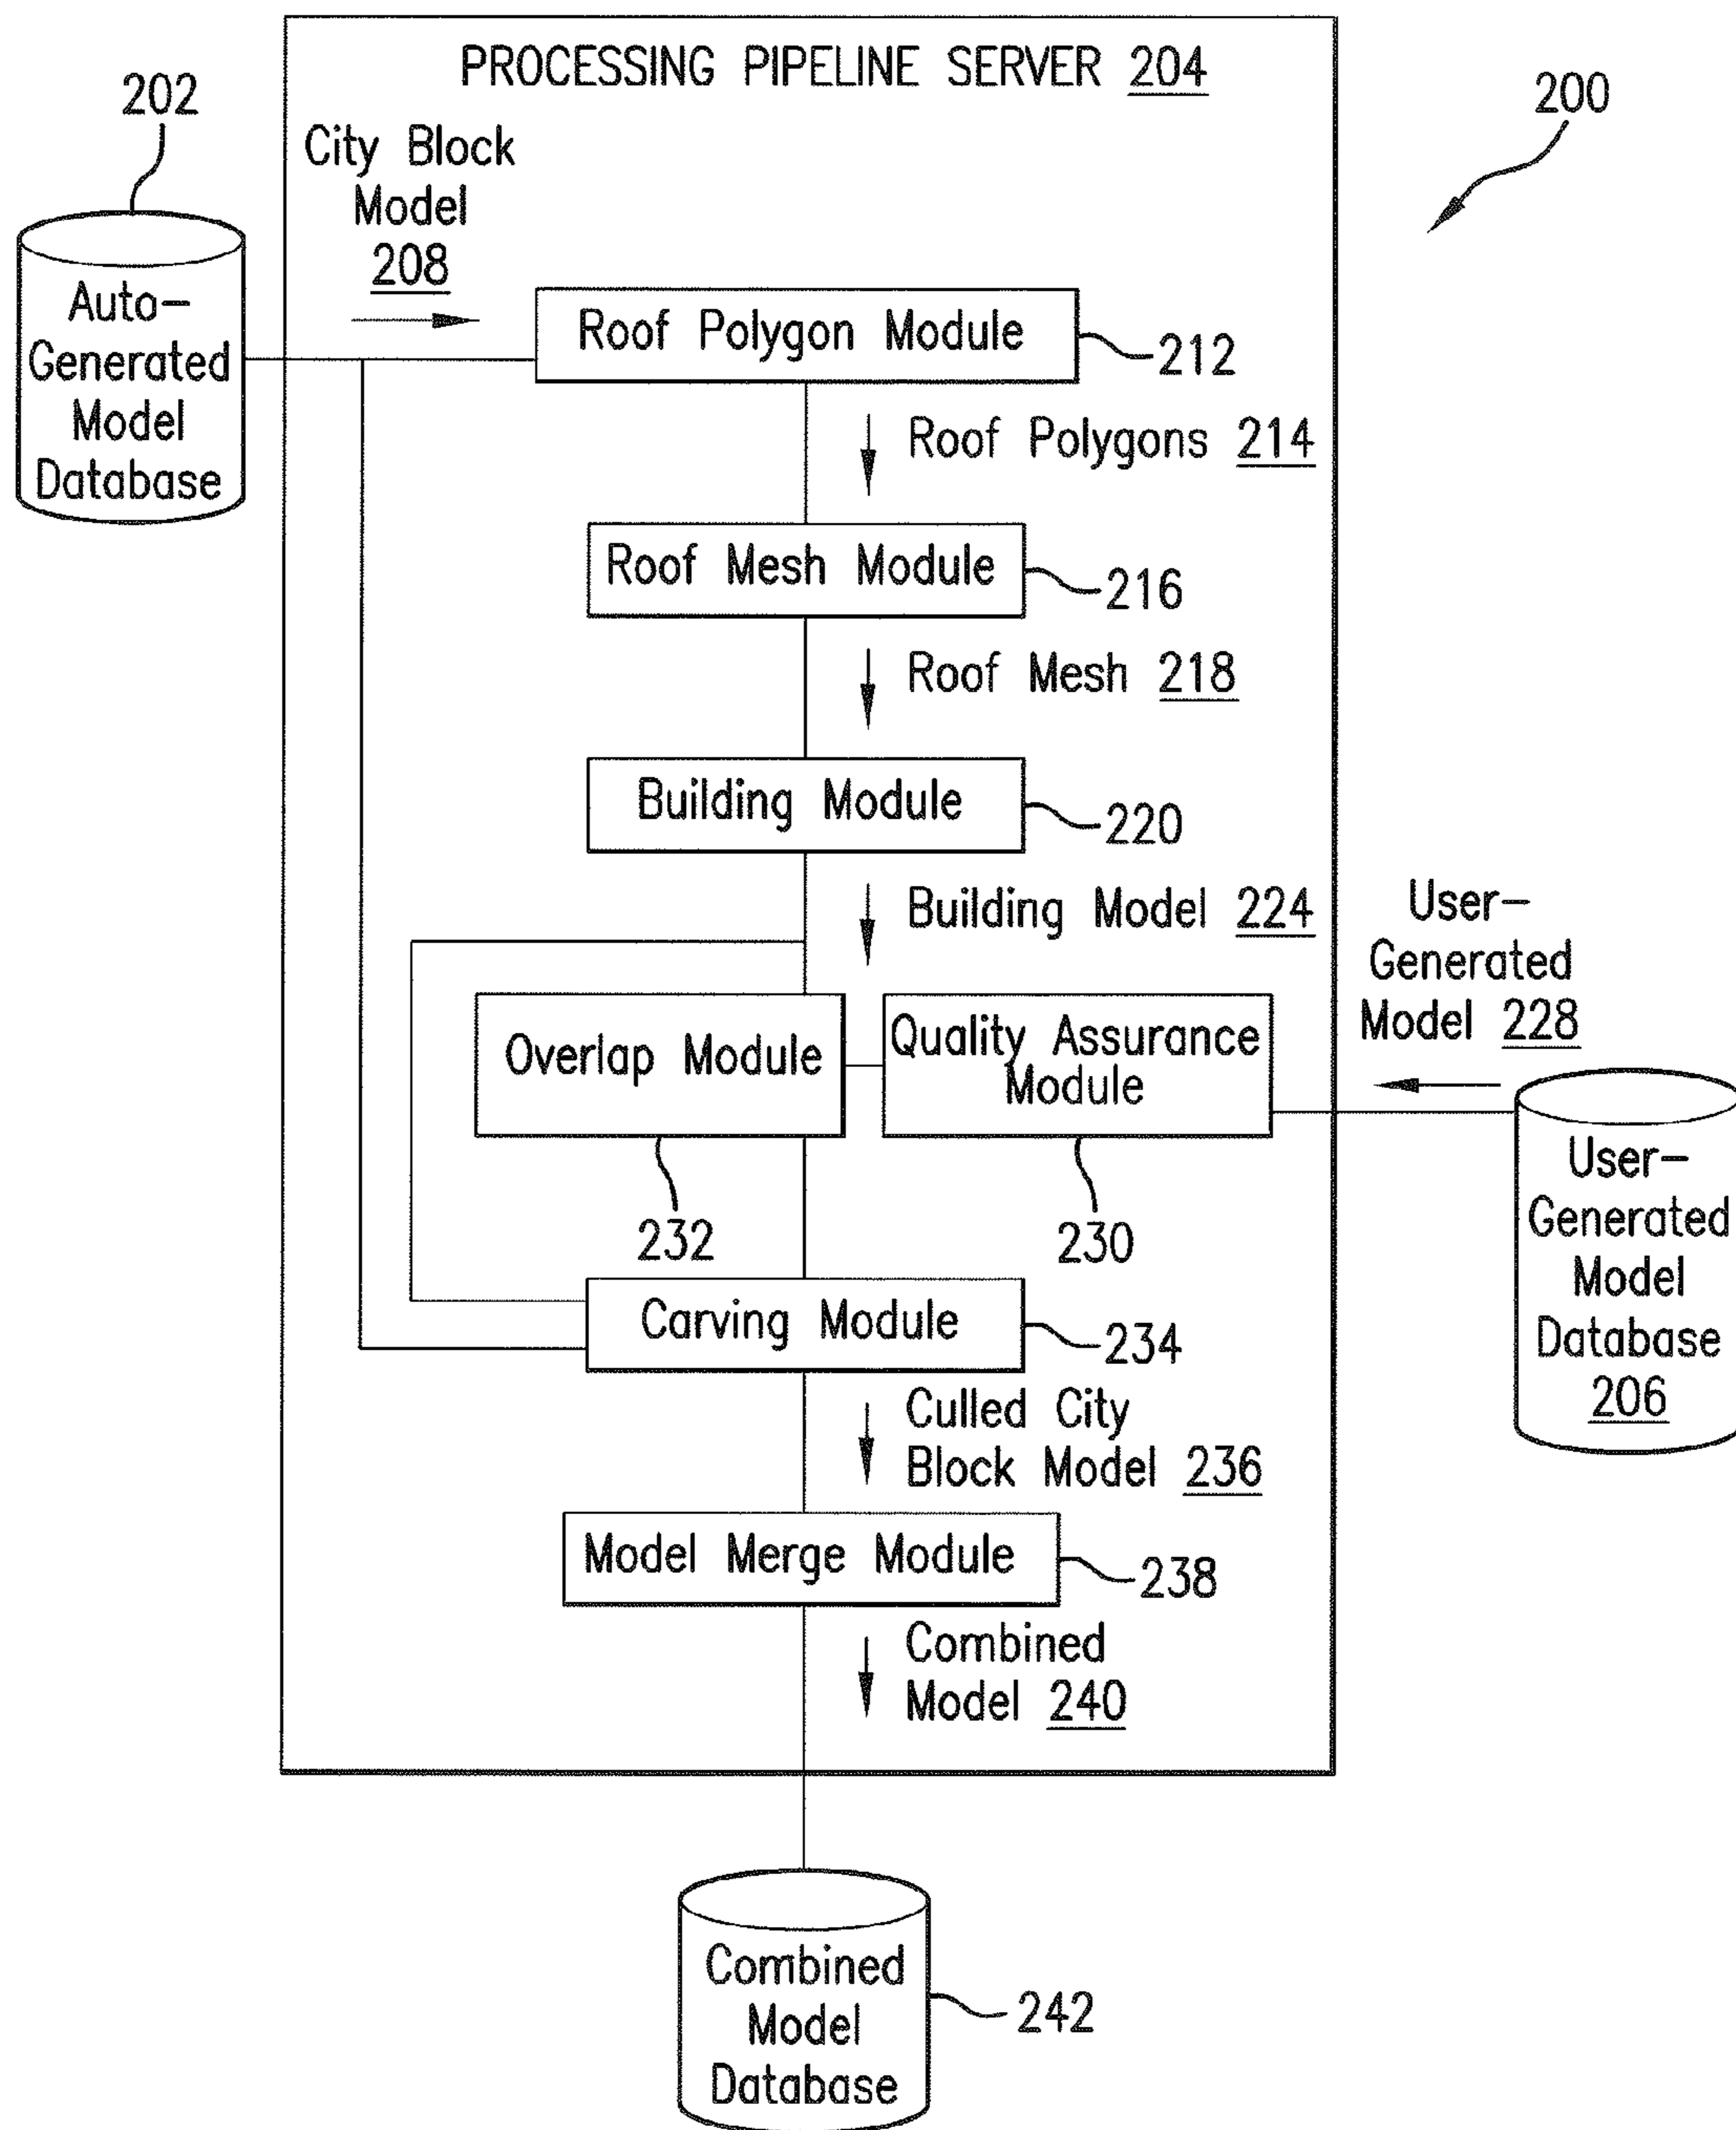 PROCESSING PIPELINE SERVER 204
202
200
City Block
Model
208
Auto-
Generated
Model
Database
Roof Polygon Module
212
Roof Polygons 214
Roof Mesh Module
216
Roof Mesh 218
Building Module
220
Building Model 224
User-
Generated
Model 228
Overlap Module
Quality Assurance
Module
232
230
User-
Generated
Model
Database
206
Carving Module
234
Culled City
Block Model 236
Model Merge Module
238
Combined
Model 240
Combined
Model
Database
242